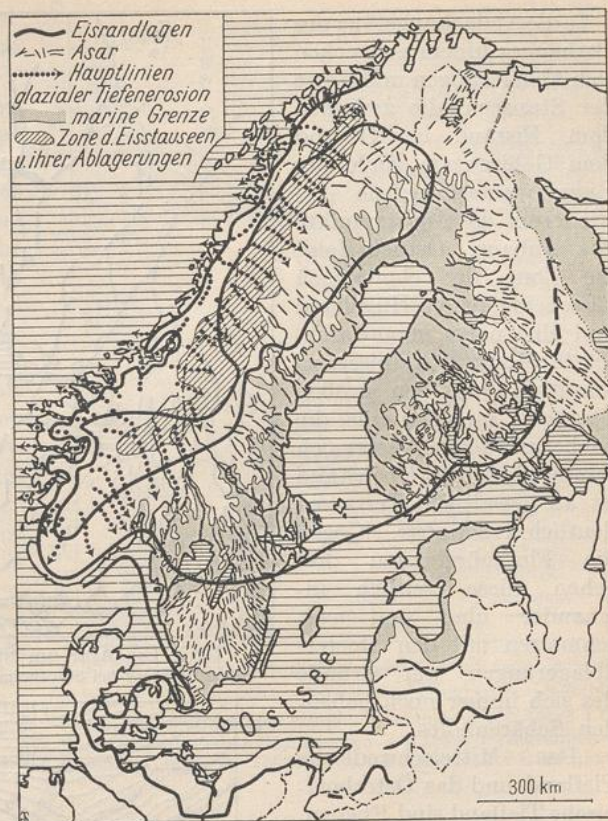 Eisrandlagen
Åsar
Hauptlinien
glazialer Tiefenerosion
marine Grenze
Zone d. Eisstauseen
u. ihrer Ablagerungen
Ostsee
300 km